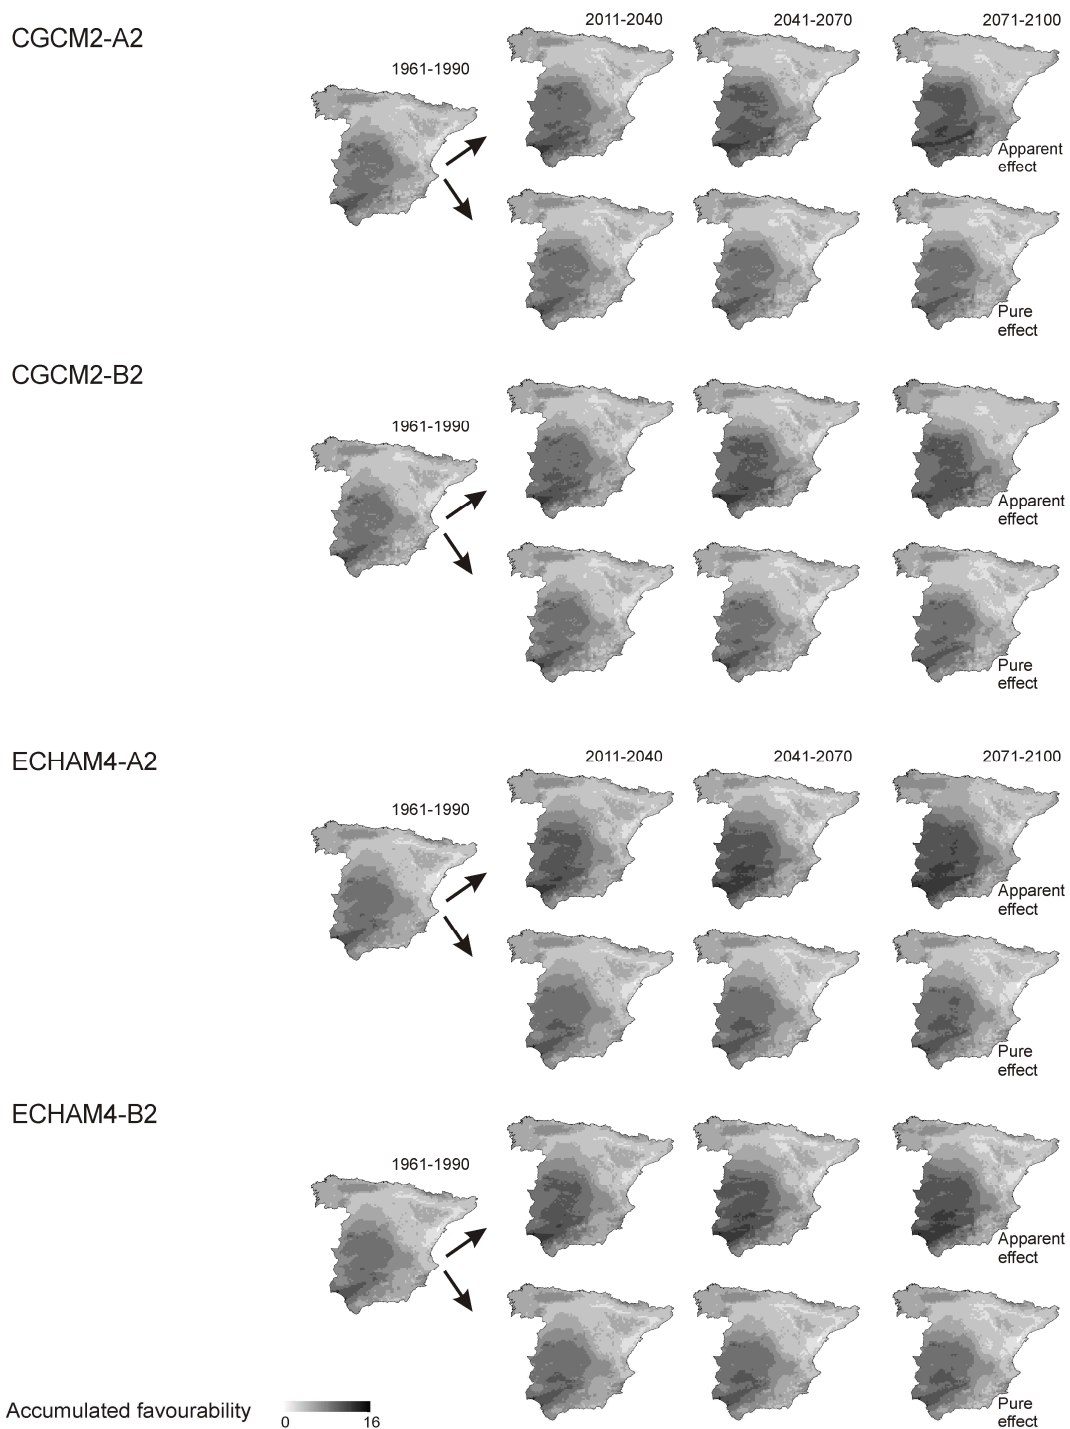 CGCM2-A2
2011-2040
2041-2070
2071-2100
1961-1990
Apparent
effect
Pure
effect
CGCM2-B2
1961-1990
Apparent
effect
Pure
effect
ECHAM4-A2
2011-2040
2041-2070
2071-2100
1961-1990
Apparent
effect
Pure
effect
ECHAM4-B2
1961-1990
Apparent
effect
Pure
effect
Accumulated favourability
0
16